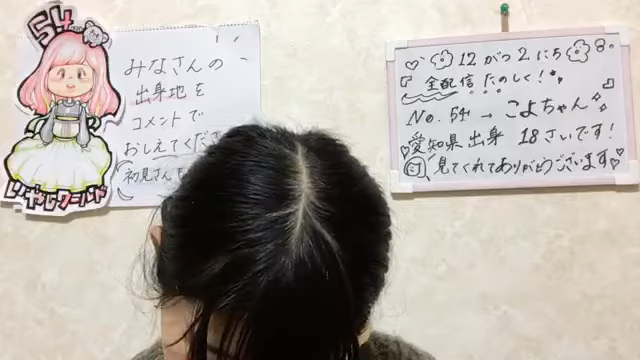 54
みなさんの
出身地を
コメントで
おしえてくださ
初見さんも
12がつ2にち
全配信たのしく!
No.54→こよちゃん
愛知県出身 18さいです!
見てくれてありがとうございます